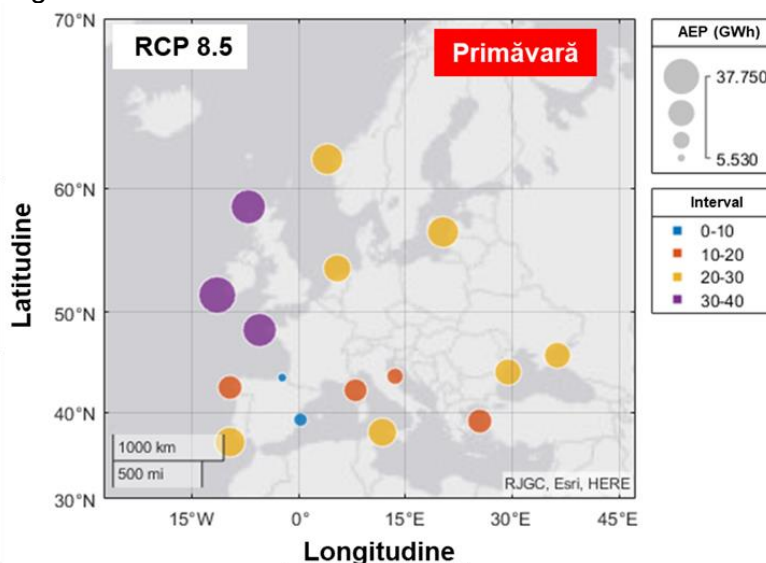 RCP 8.5
Primăvară
70°N
60°N
50°N
40°N
30°N
Latitudine
15°W
0°
15°E
30°E
45°E
Longitudine
1000 km
500 mi
RJGC, Esri, HERE
AEP (GWh)
37.750
5.530
Interval
0-10
10-20
20-30
30-40